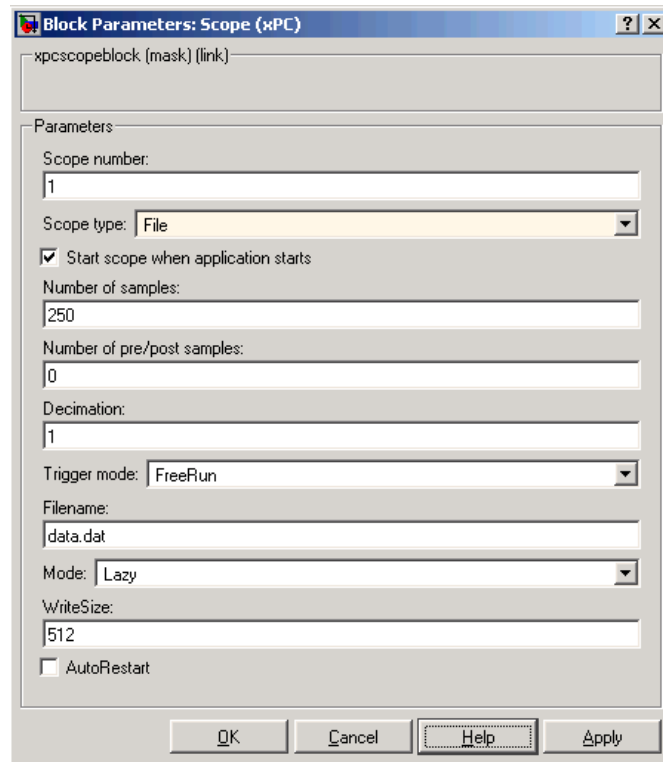 Block Parameters: Scope (xPC)
xpcscopeblock (mask) (link)
Parameters
Scope number:
1
Scope type: File
Start scope when application starts
Number of samples:
250
Number of pre/post samples:
0
Decimation:
1
Trigger mode: FreeRun
Filename:
data.dat
Mode: Lazy
WriteSize:
512
AutoRestart
OK Cancel Help Apply